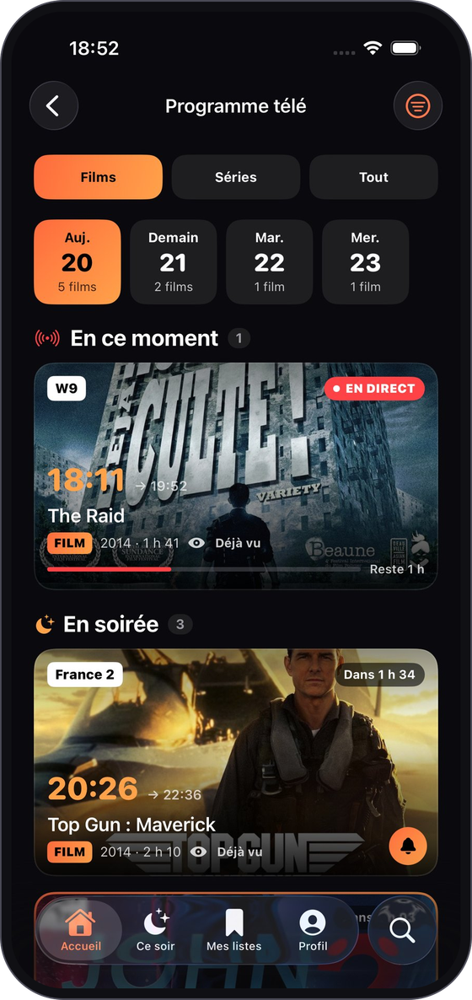 18:52
Programme télé
Films
Séries
Tout
Auj.
20
5 films
Demain
21
2 films
Mar.
22
1 film
Mer.
23
1 film
En ce moment
1
W9
EN DIRECT
CULTE!
VARIETY
18:11
→ 19:52
The Raid
FILM
2014 · 1 h 41
Déjà vu
SUNDANCE
Beaune
Reste 1 h
En soirée
3
France 2
Dans 1 h 34
20:26
→ 22:36
Top Gun : Maverick
TOP GUN
FILM
2014 · 2 h 10
Déjà vu
JOHN
Accueil
Ce soir
Mes listes
Profil